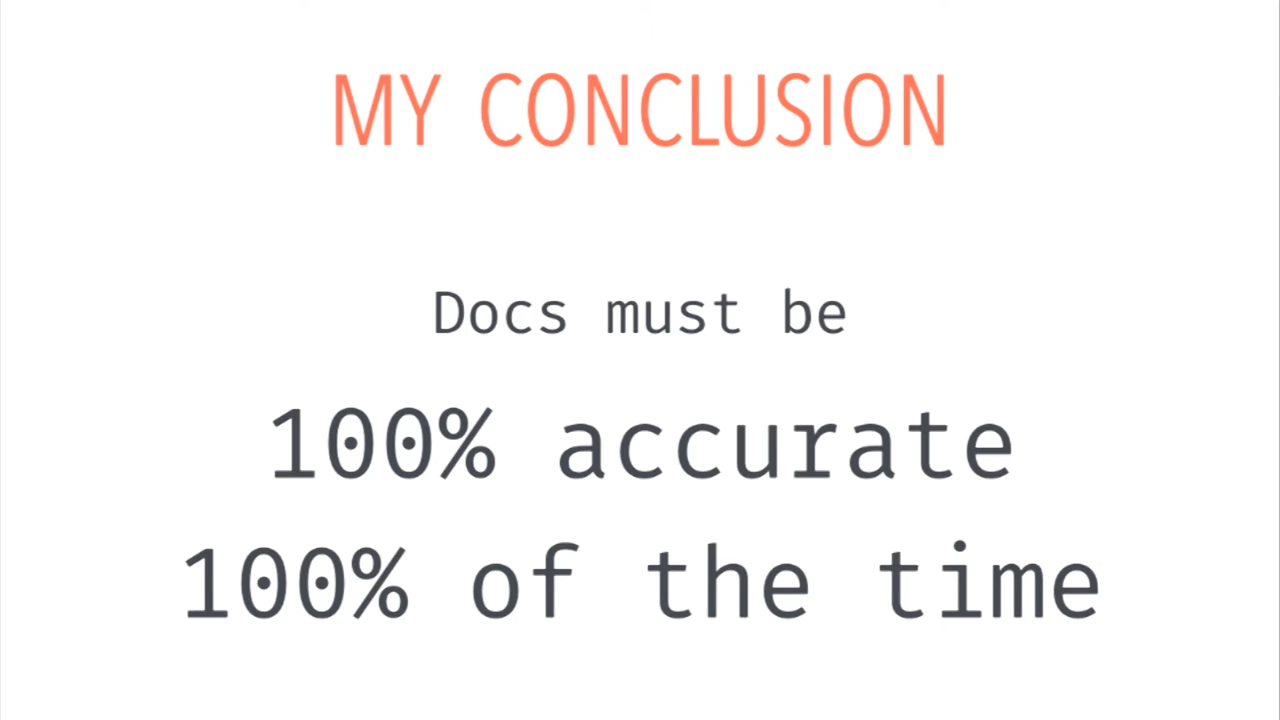 MY CONCLUSION
Docs must be
100% accurate
100% of the time